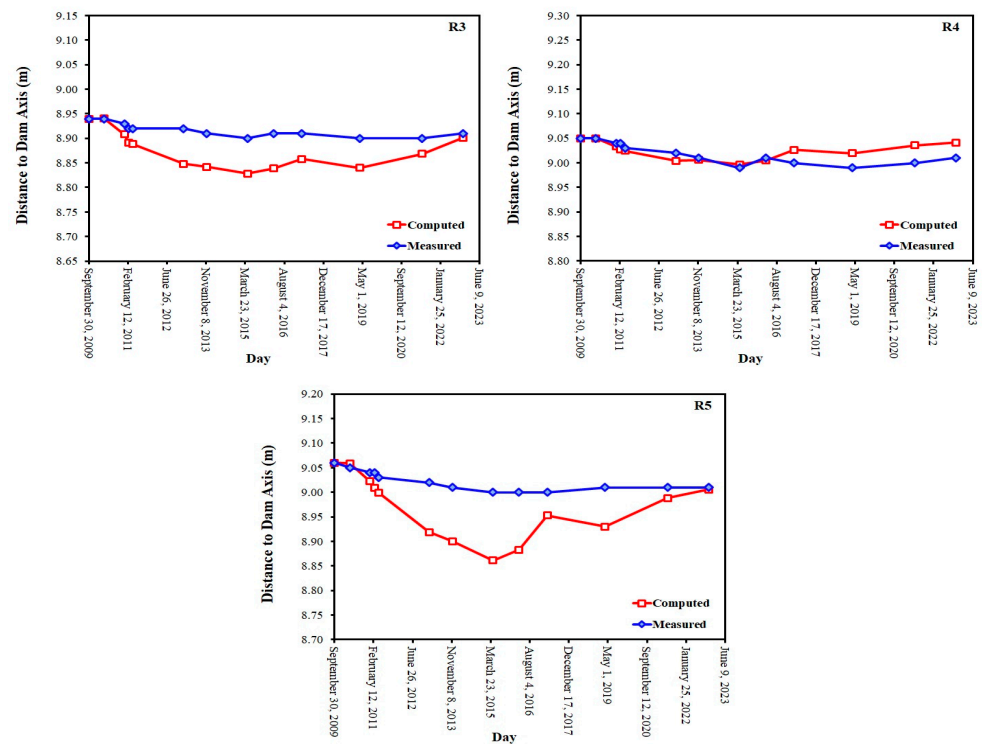 R3
Distance to Dam Axis (m)
9.15
9.10
9.05
9.00
8.95
8.90
8.85
8.80
8.75
8.70
8.65
Computed
Measured
September 30, 2009
February 12, 2011
June 26, 2012
November 8, 2013
March 23, 2015
August 4, 2016
December 17, 2017
May 1, 2019
September 12, 2020
January 25, 2022
June 9, 2023
Day
R4
Distance to Dam Axis (m)
9.30
9.25
9.20
9.15
9.10
9.05
9.00
8.95
8.90
8.85
8.80
Computed
Measured
September 30, 2009
February 12, 2011
June 26, 2012
November 8, 2013
March 23, 2015
August 4, 2016
December 17, 2017
May 1, 2019
September 12, 2020
January 25, 2022
June 9, 2023
Day
R5
Distance to Dam Axis (m)
9.20
9.15
9.10
9.05
9.00
8.95
8.90
8.85
8.80
8.75
8.70
Computed
Measured
September 30, 2009
February 12, 2011
June 26, 2012
November 8, 2013
March 23, 2015
August 4, 2016
December 17, 2017
May 1, 2019
September 12, 2020
January 25, 2022
June 9, 2023
Day